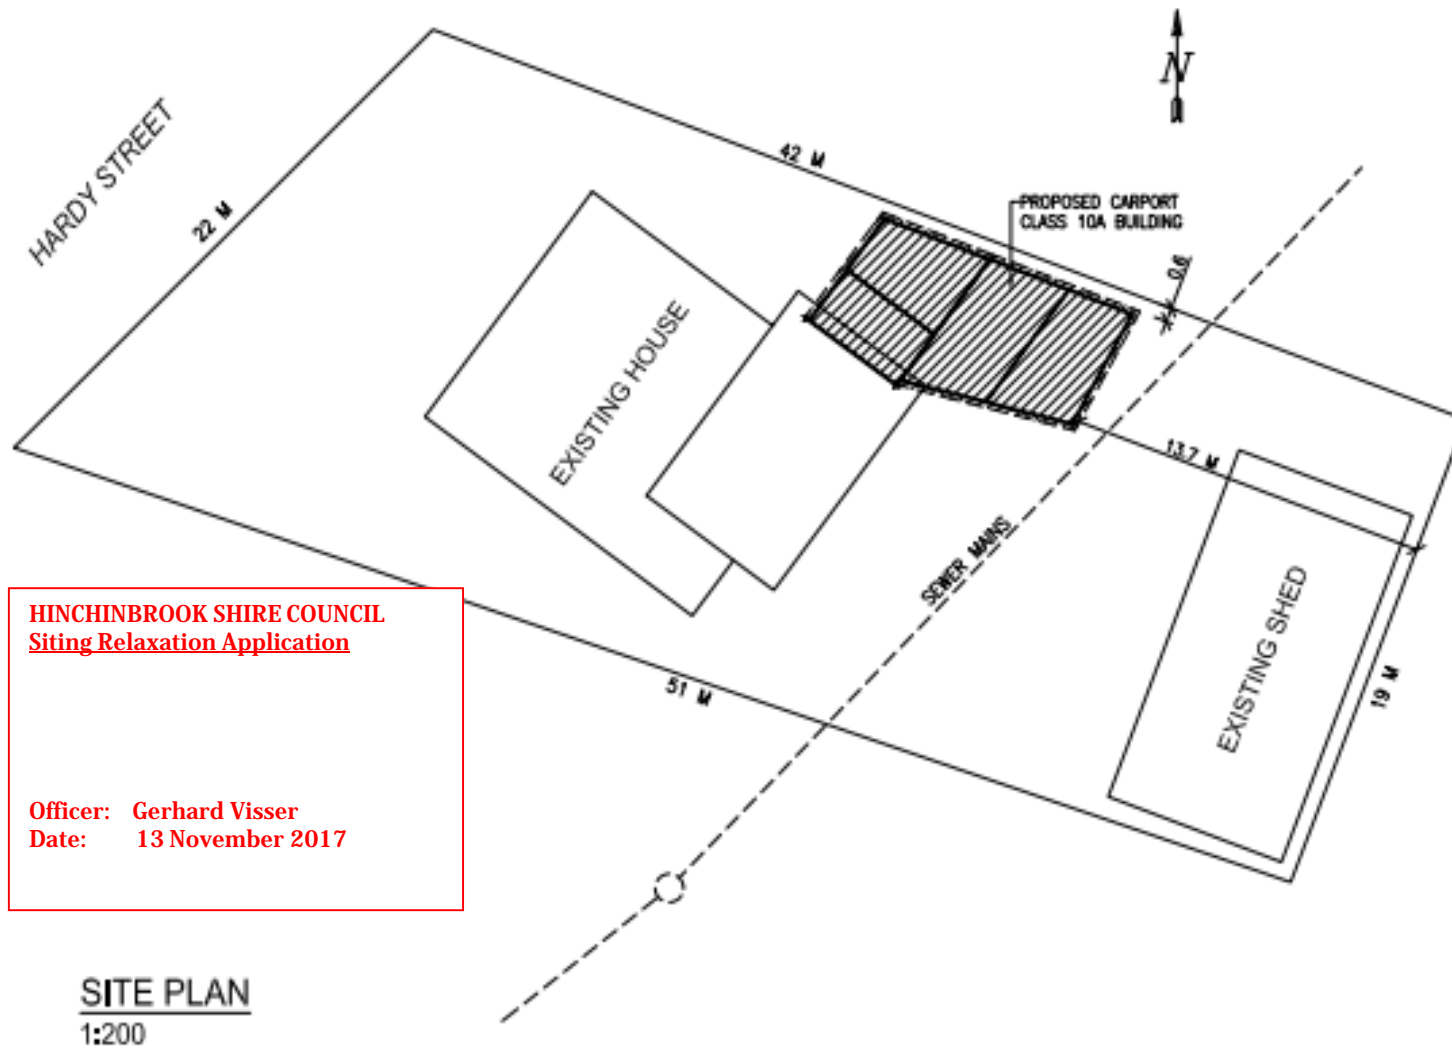 N
HARDY STREET
22 M
42 M
PROPOSED CARPORT
CLASS 10A BUILDING
0.6
EXISTING HOUSE
13.7 M
SEWER MAINS
EXISTING SHED
19 M
51 M
HINCHINBROOK SHIRE COUNCIL
Siting Relaxation Application
Officer: Gerhard Visser
Date: 13 November 2017
SITE PLAN
1:200